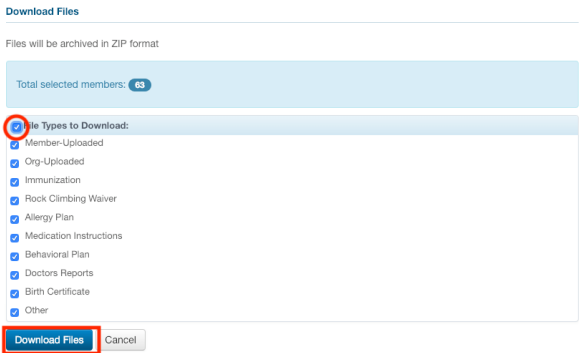 Download Files
Files will be archived in ZIP format
Total selected members: 63
File Types to Download:
Member-Uploaded
Org-Uploaded
Immunization
Rock Climbing Waiver
Allergy Plan
Medication Instructions
Behavioral Plan
Doctors Reports
Birth Certificate
Other
Download Files Cancel